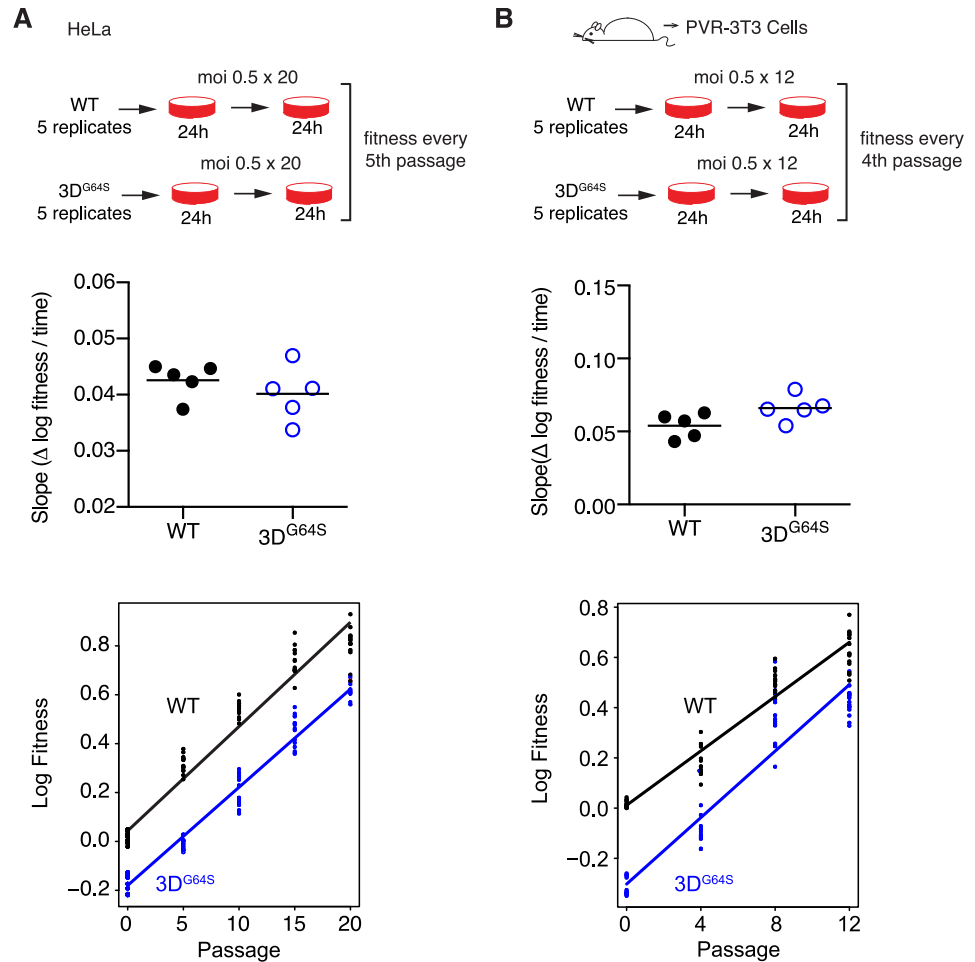 A
HeLa
moi 0.5 x 20
WT
5 replicates
24h
24h
moi 0.5 x 20
3D^G64S
5 replicates
24h
24h
fitness every
5th passage
Slope (Δ log fitness / time)
0.06
0.05
0.04
0.03
0.02
WT
3D^G64S
Log Fitness
0.8
0.6
0.4
0.2
0.0
−0.2
WT
3D^G64S
0
5
10
15
20
Passage
B
PVR-3T3 Cells
moi 0.5 x 12
WT
5 replicates
24h
24h
moi 0.5 x 12
3D^G64S
5 replicates
24h
24h
fitness every
4th passage
Slope(Δ log fitness / time)
0.15
0.10
0.05
0.00
WT
3D^G64S
Log Fitness
0.8
0.6
0.4
0.2
0.0
−0.2
WT
3D^G64S
0
4
8
12
Passage